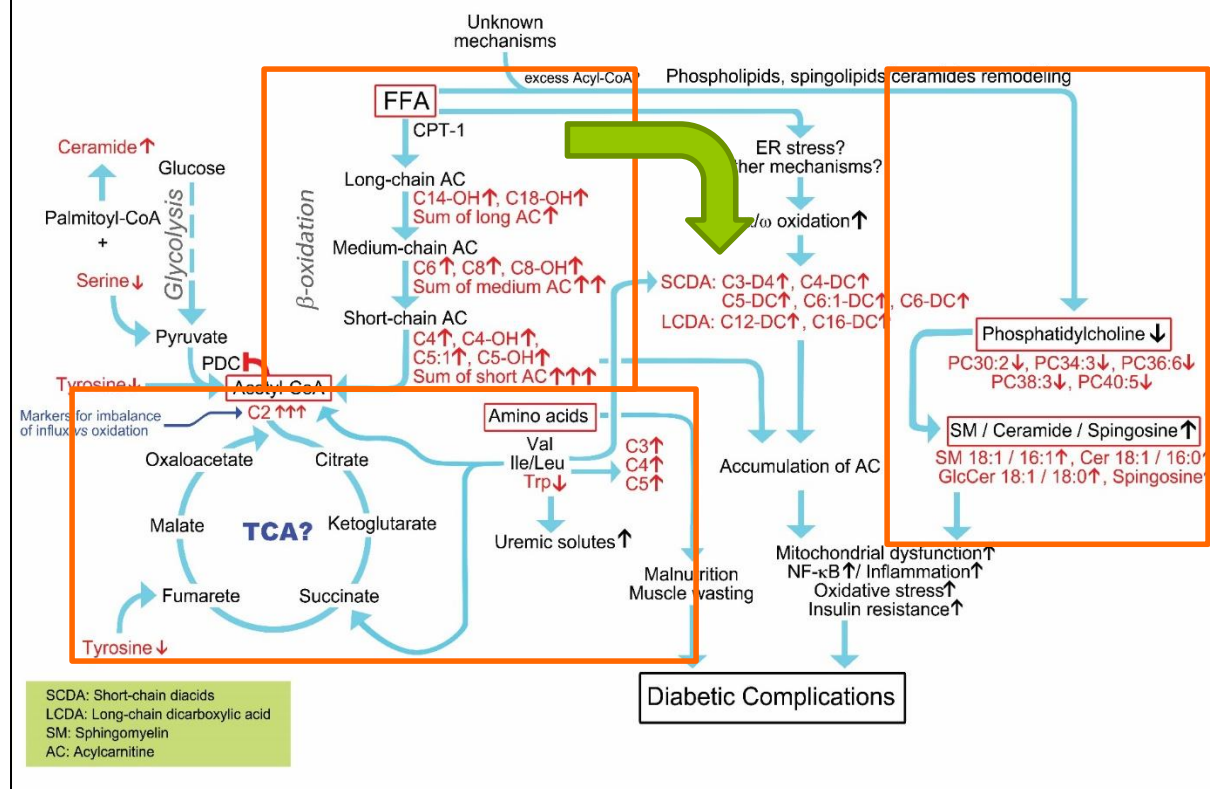 Unknown
mechanisms
excess Acyl-CoA?
Phospholipids, spingolipids ceramides remodeling
FFA
CPT-1
Ceramide↑
Glucose
Glycolysis
Palmitoyl-CoA
+
Serine↓
Pyruvate
PDC
Tyrosine↓
Acetyl-CoA
β-oxidation
Long-chain AC
C14-OH↑, C18-OH↑
Sum of long AC↑
Medium-chain AC
C6↑, C8↑, C8-OH↑
Sum of medium AC↑↑
Short-chain AC
C4↑, C4-OH↑,
C5:1↑, C5-OH↑
Sum of short AC↑↑↑
ER stress?
ther mechanisms?
/ω oxidation↑
SCDA: C3-D4↑, C4-DC↑
C5-DC↑, C6:1-DC↑, C6-DC↑
LCDA: C12-DC↑, C16-DC↑
Phosphatidylcholine↓
PC30:2↓, PC34:3↓, PC36:6↓
PC38:3↓, PC40:5↓
SM / Ceramide / Spingosine↑
SM 18:1 / 16:1↑, Cer 18:1 / 16:0↑
GlcCer 18:1 / 18:0↑, Spingosine↑
Markers for imbalance
of influx vs oxidation
C2↑↑↑
Oxaloacetate
Citrate
Malate
TCA?
Ketoglutarate
Fumarete
Succinate
Tyrosine↓
Amino acids
Val
Ile/Leu
Trp↓
C3↑
C4↑
C5↑
Uremic solutes↑
Malnutrition
Muscle wasting
Accumulation of AC
Mitochondrial dysfunction↑
NF-κB↑/ Inflammation↑
Oxidative stress↑
Insulin resistance↑
Diabetic Complications
SCDA: Short-chain diacids
LCDA: Long-chain dicarboxylic acid
SM: Sphingomyelin
AC: Acylcarnitine